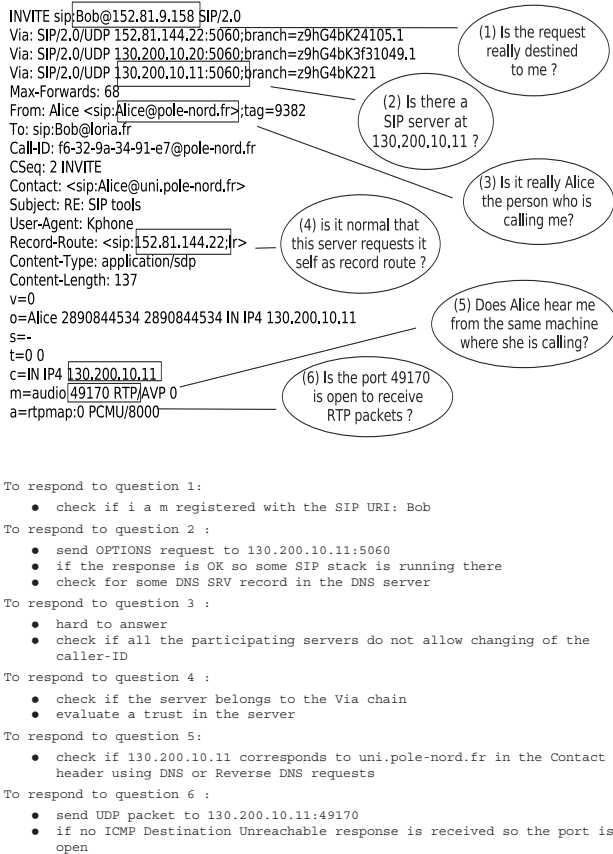 INVITE sip:Bob@152.81.9.158 SIP/2.0
Via: SIP/2.0/UDP 152.81.144.22:5060;branch=z9hG4bK24105.1
Via: SIP/2.0/UDP 130.200.10.20:5060;branch=z9hG4bK3f31049.1
Via: SIP/2.0/UDP 130.200.10.11:5060;branch=z9hG4bK221
Max-Forwards: 68
From: Alice <sip:Alice@pole-nord.fr>;tag=9382
To: sip:Bob@loria.fr
Call-ID: f6-32-9a-34-91-e7@pole-nord.fr
CSeq: 2 INVITE
Contact: <sip:Alice@uni.pole-nord.fr>
Subject: RE: SIP tools
User-Agent: Kphone
Record-Route: <sip:152.81.144.22;lr>
Content-Type: application/sdp
Content-Length: 137
v=0
o=Alice 2890844534 2890844534 IN IP4 130.200.10.11
s=-
t=0 0
c=IN IP4 130.200.10.11
m=audio 49170 RTP/AVP 0
a=rtpmap:0 PCMU/8000
(1) Is the request
really destined
to me ?
(2) Is there a
SIP server at
130.200.10.11 ?
(3) Is it really Alice
the person who is
calling me?
(4) is it normal that
this server requests it
self as record route ?
(5) Does Alice hear me
from the same machine
where she is calling?
(6) Is the port 49170
is open to receive
RTP packets ?
To respond to question 1:
● check if i a m registered with the SIP URI: Bob
To respond to question 2 :
● send OPTIONS request to 130.200.10.11:5060
● if the response is OK so some SIP stack is running there
● check for some DNS SRV record in the DNS server
To respond to question 3 :
● hard to answer
● check if all the participating servers do not allow changing of the
caller-ID
To respond to question 4 :
● check if the server belongs to the Via chain
● evaluate a trust in the server
To respond to question 5:
● check if 130.200.10.11 corresponds to uni.pole-nord.fr in the Contact
header using DNS or Reverse DNS requests
To respond to question 6 :
● send UDP packet to 130.200.10.11:49170
● if no ICMP Destination Unreachable response is received so the port is
open